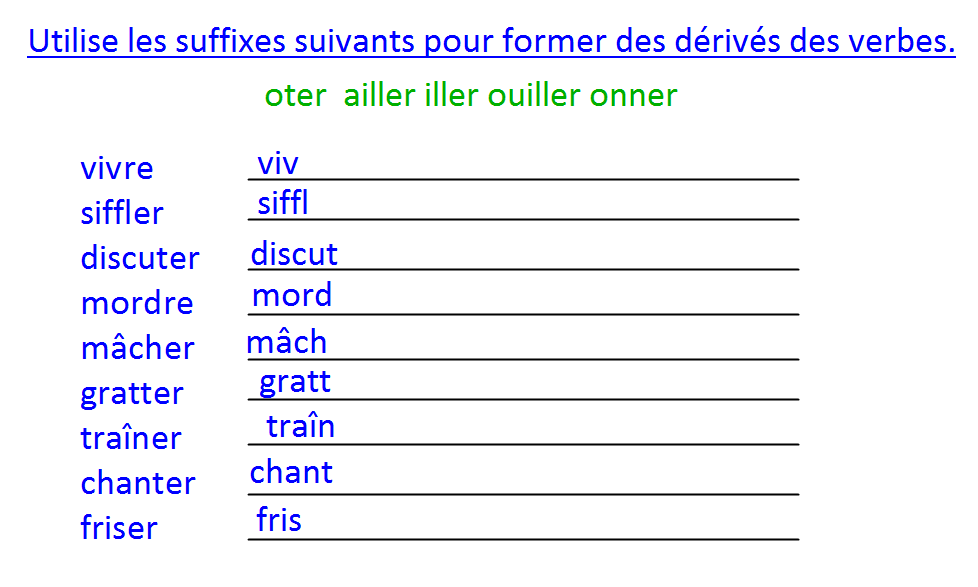 Utilise les suffixes suivants pour former des dérivés des verbes.
oter ailler iller ouiller onner
vivre viv
siffler siffl
discuter discut
mordre mord
mâcher mâch
gratter gratt
traîner traîn
chanter chant
friser fris